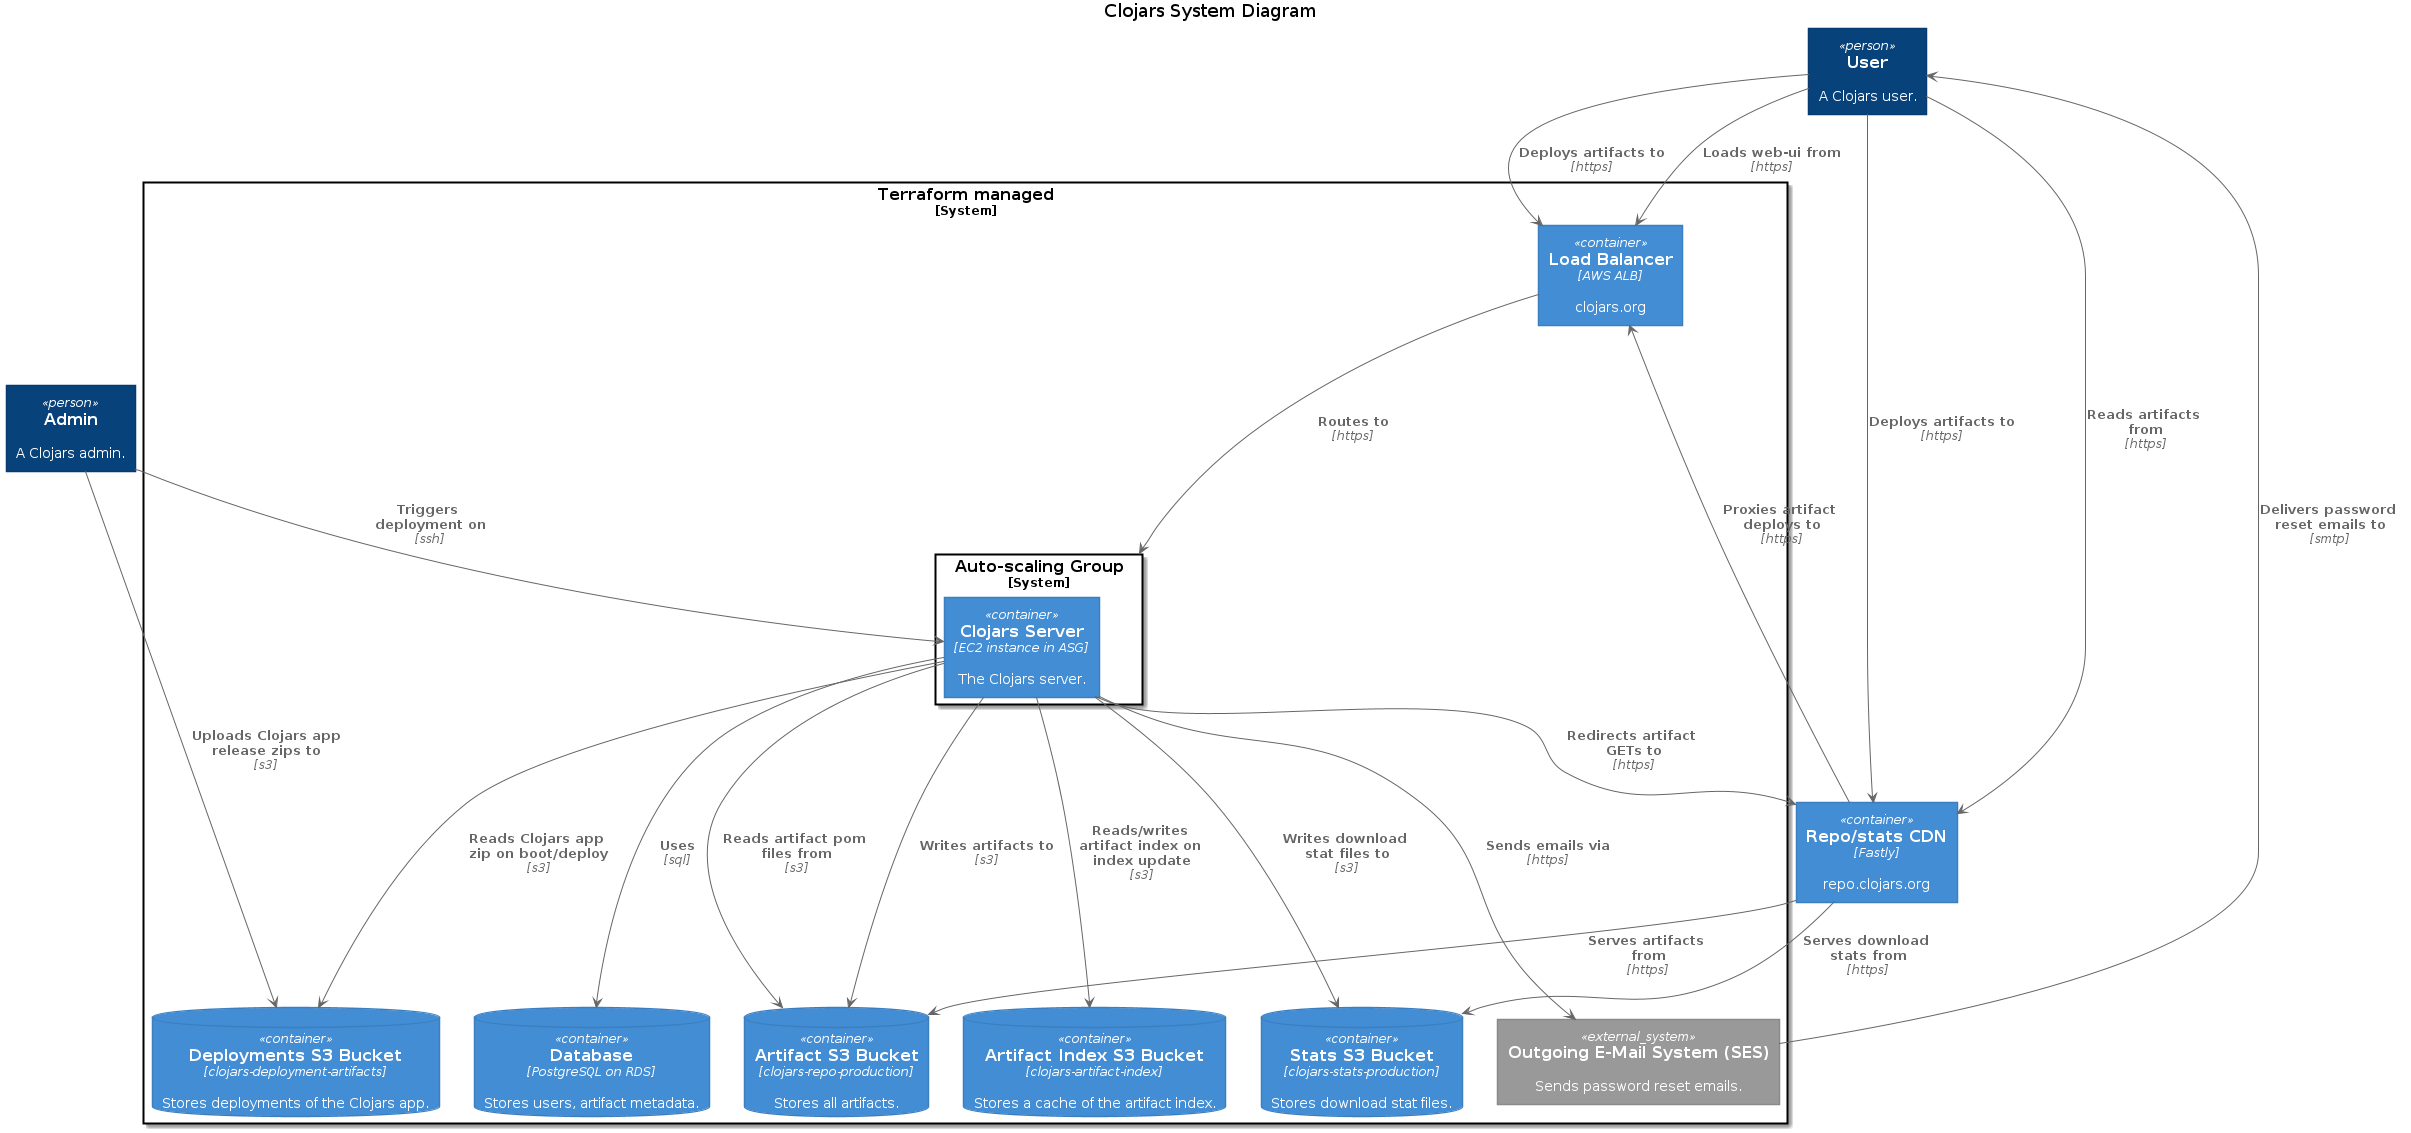 Clojars System Diagram
«person»
User
A Clojars user.
Deploys artifacts to
[https]
Loads web-ui from
[https]
Terraform managed
[System]
«container»
Load Balancer
[AWS ALB]
clojars.org
«person»
Admin
A Clojars admin.
Routes to
[https]
Deploys artifacts to
[https]
Reads artifacts
from
[https]
Triggers
deployment on
[ssh]
Proxies artifact
deploys to
[https]
Delivers password
reset emails to
[smtp]
Auto-scaling Group
[System]
«container»
Clojars Server
[EC2 instance in ASG]
The Clojars server.
Uploads Clojars app
release zips to
[s3]
Redirects artifact
GETs to
[https]
Reads Clojars app
zip on boot/deploy
[s3]
Uses
[sql]
Reads artifact pom
files from
[s3]
Writes artifacts to
[s3]
Reads/writes
artifact index on
index update
[s3]
Writes download
stat files to
[s3]
Sends emails via
[https]
«container»
Repo/stats CDN
[Fastly]
repo.clojars.org
Serves artifacts
from
[https]
Serves download
stats from
[https]
«container»
Deployments S3 Bucket
[clojars-deployment-artifacts]
Stores deployments of the Clojars app.
«container»
Database
[PostgreSQL on RDS]
Stores users, artifact metadata.
«container»
Artifact S3 Bucket
[clojars-repo-production]
Stores all artifacts.
«container»
Artifact Index S3 Bucket
[clojars-artifact-index]
Stores a cache of the artifact index.
«container»
Stats S3 Bucket
[clojars-stats-production]
Stores download stat files.
«external_system»
Outgoing E-Mail System (SES)
Sends password reset emails.